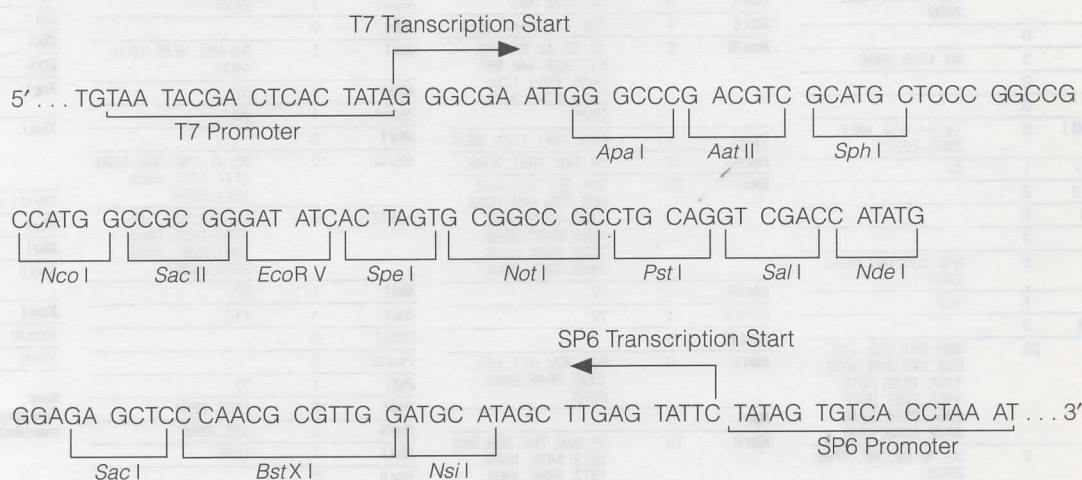 T7 Transcription Start
5′ . . . TGTAA TACGA CTCAC TATAG GGCGA ATTGG GCCCG ACGTC GCATG CTCCC GGCCG
T7 Promoter
Apa I Aat II Sph I
CCATG GCCGC GGGAT ATCAC TAGTG CGGCC GCCTG CAGGT CGACC ATATG
Nco I Sac II EcoR V Spe I Not I Pst I Sal I Nde I
SP6 Transcription Start
GGAGA GCTCC CAACG CGTTG GATGC ATAGC TTGAG TATTC TATAG TGTCA CCTAA AT . . . 3′
SP6 Promoter
Sac I BstX I Nsi I